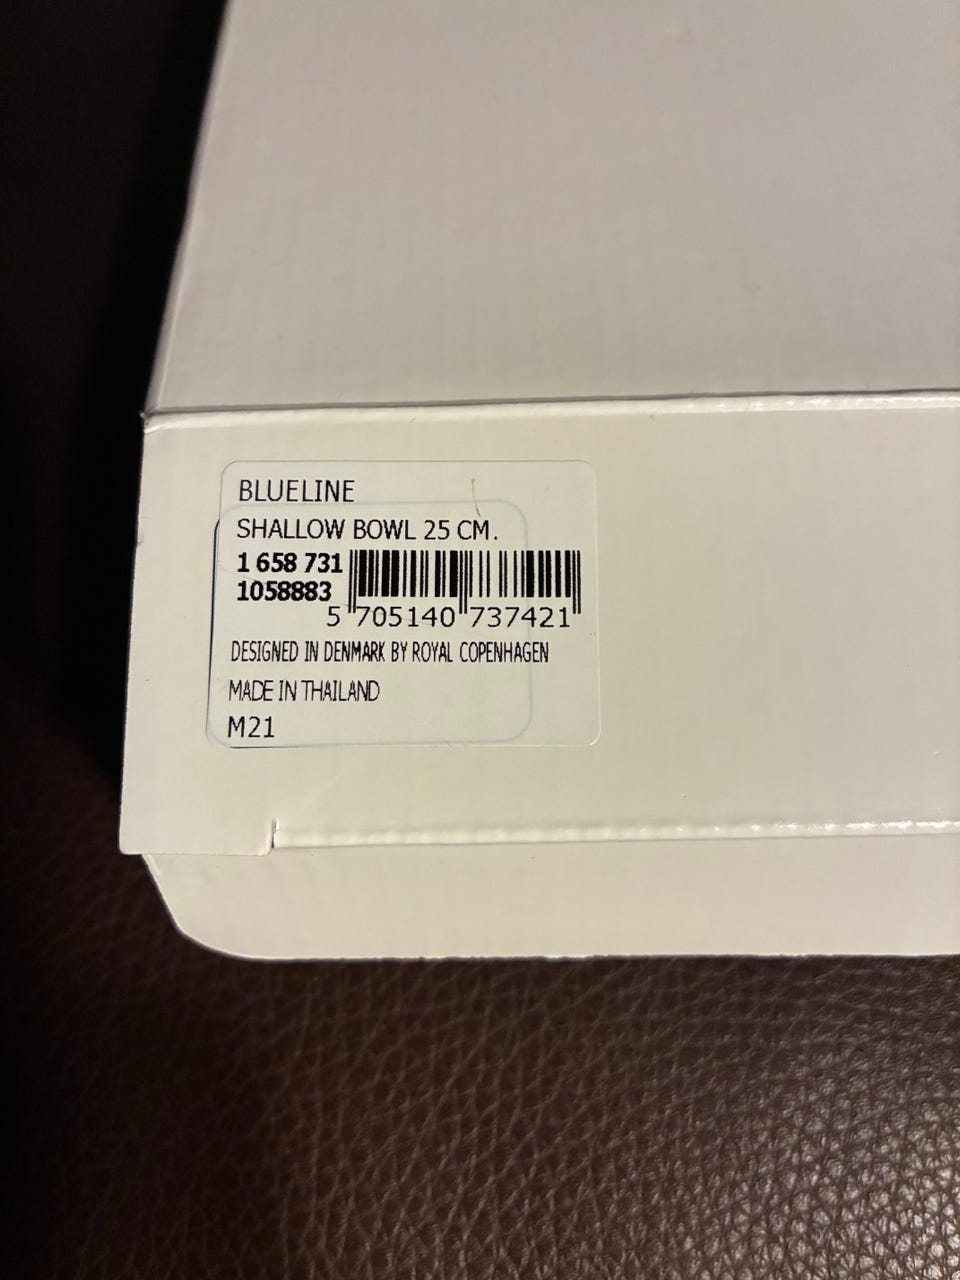 BLUELINE
SHALLOW BOWL 25 CM.
1 658 731
1058883
5 705140 737421
DESIGNED IN DENMARK BY ROYAL COPENHAGEN
MADE IN THAILAND
M21